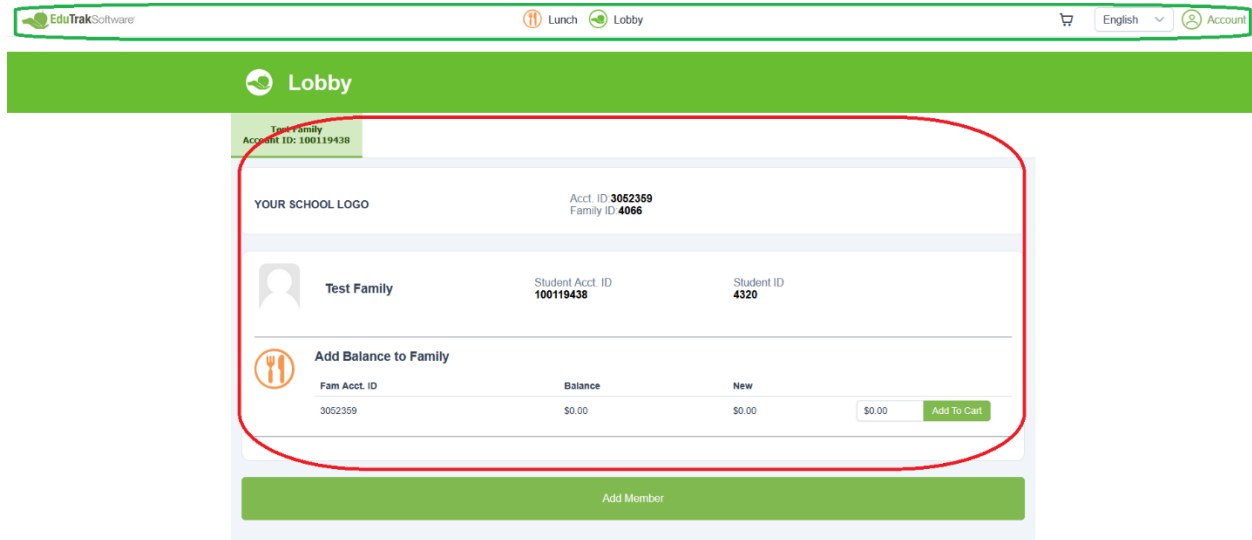 EduTrakSoftware
Lunch Lobby
English Account
Lobby
Test Family
Account ID: 100119438
YOUR SCHOOL LOGO
Acct. ID:3052359
Family ID:4066
Test Family
Student Acct. ID
100119438
Student ID
4320
Add Balance to Family
Fam Acct. ID Balance New
3052359 $0.00 $0.00 $0.00 Add To Cart
Add Member